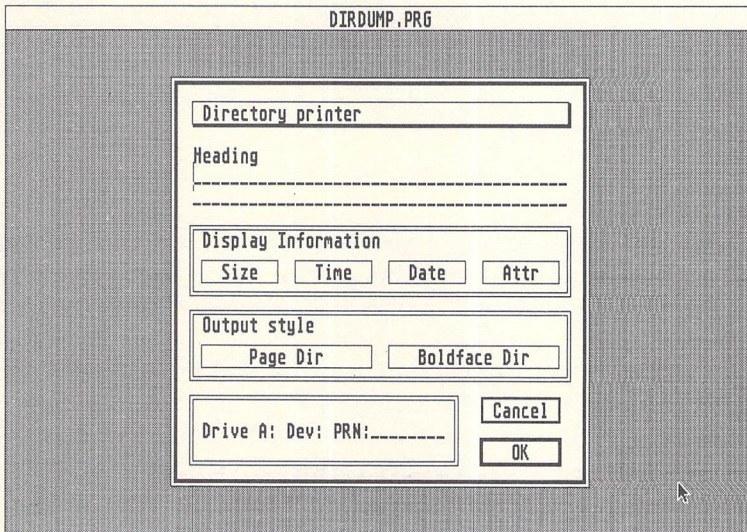 DIRDUMP.PRG
Directory printer
Heading
Display Information
Size Time Date Attr
Output style
Page Dir Boldface Dir
Cancel
Drive A: Dev: PRN:________
OK